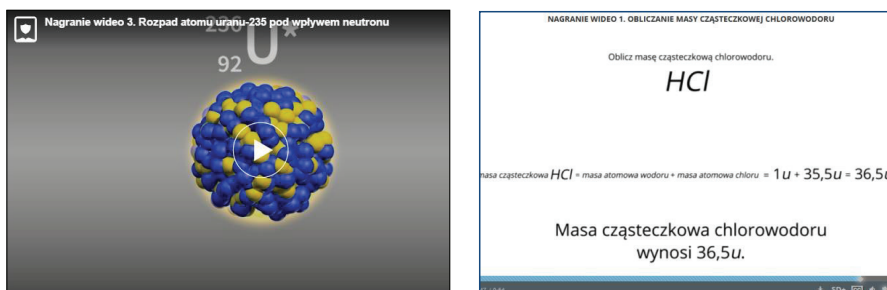 Nagranie wideo 3. Rozpad atomu uranu-235 pod wpływem neutronu
236
92
U*
NAGRANIE WIDEO 1. OBLICZANIE MASY CZĄSTECZKOWEJ CHLOROWODORU
Oblicz masę cząsteczkową chlorowodoru.
HCl
masa cząsteczkowa HCl = masa atomowa wodoru + masa atomowa chloru = 1u + 35,5u = 36,5u
Masa cząsteczkowa chlorowodoru
wynosi 36,5u.